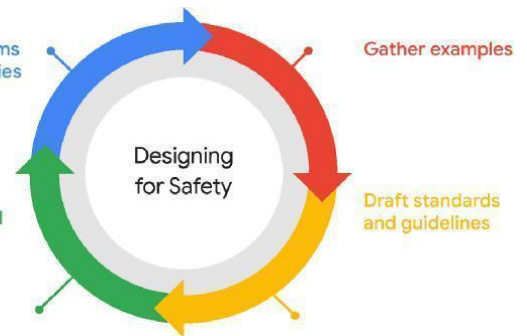 Gather examples
Designing
for Safety
Draft standards
and guidelines